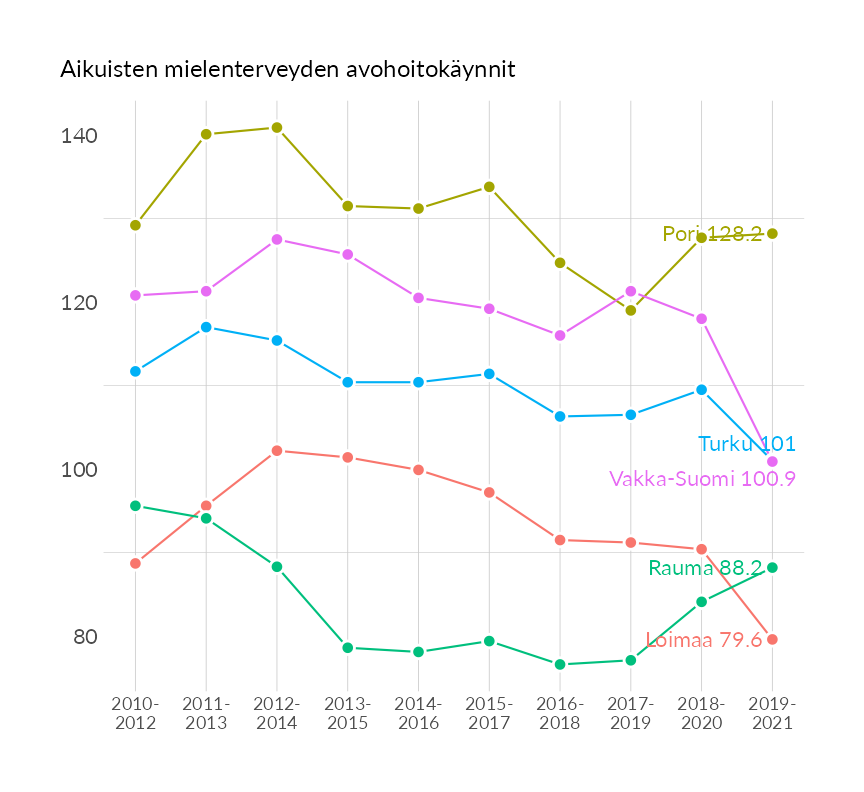 Aikuisten mielenterveyden avohoitokäynnit
140
120
100
80
Pori 128.2
Turku 101
Vakka-Suomi 100.9
Rauma 88.2
Loimaa 79.6
2010- 2011- 2012- 2013- 2014- 2015- 2016- 2017- 2018- 2019-
2012 2013 2014 2015 2016 2017 2018 2019 2020 2021